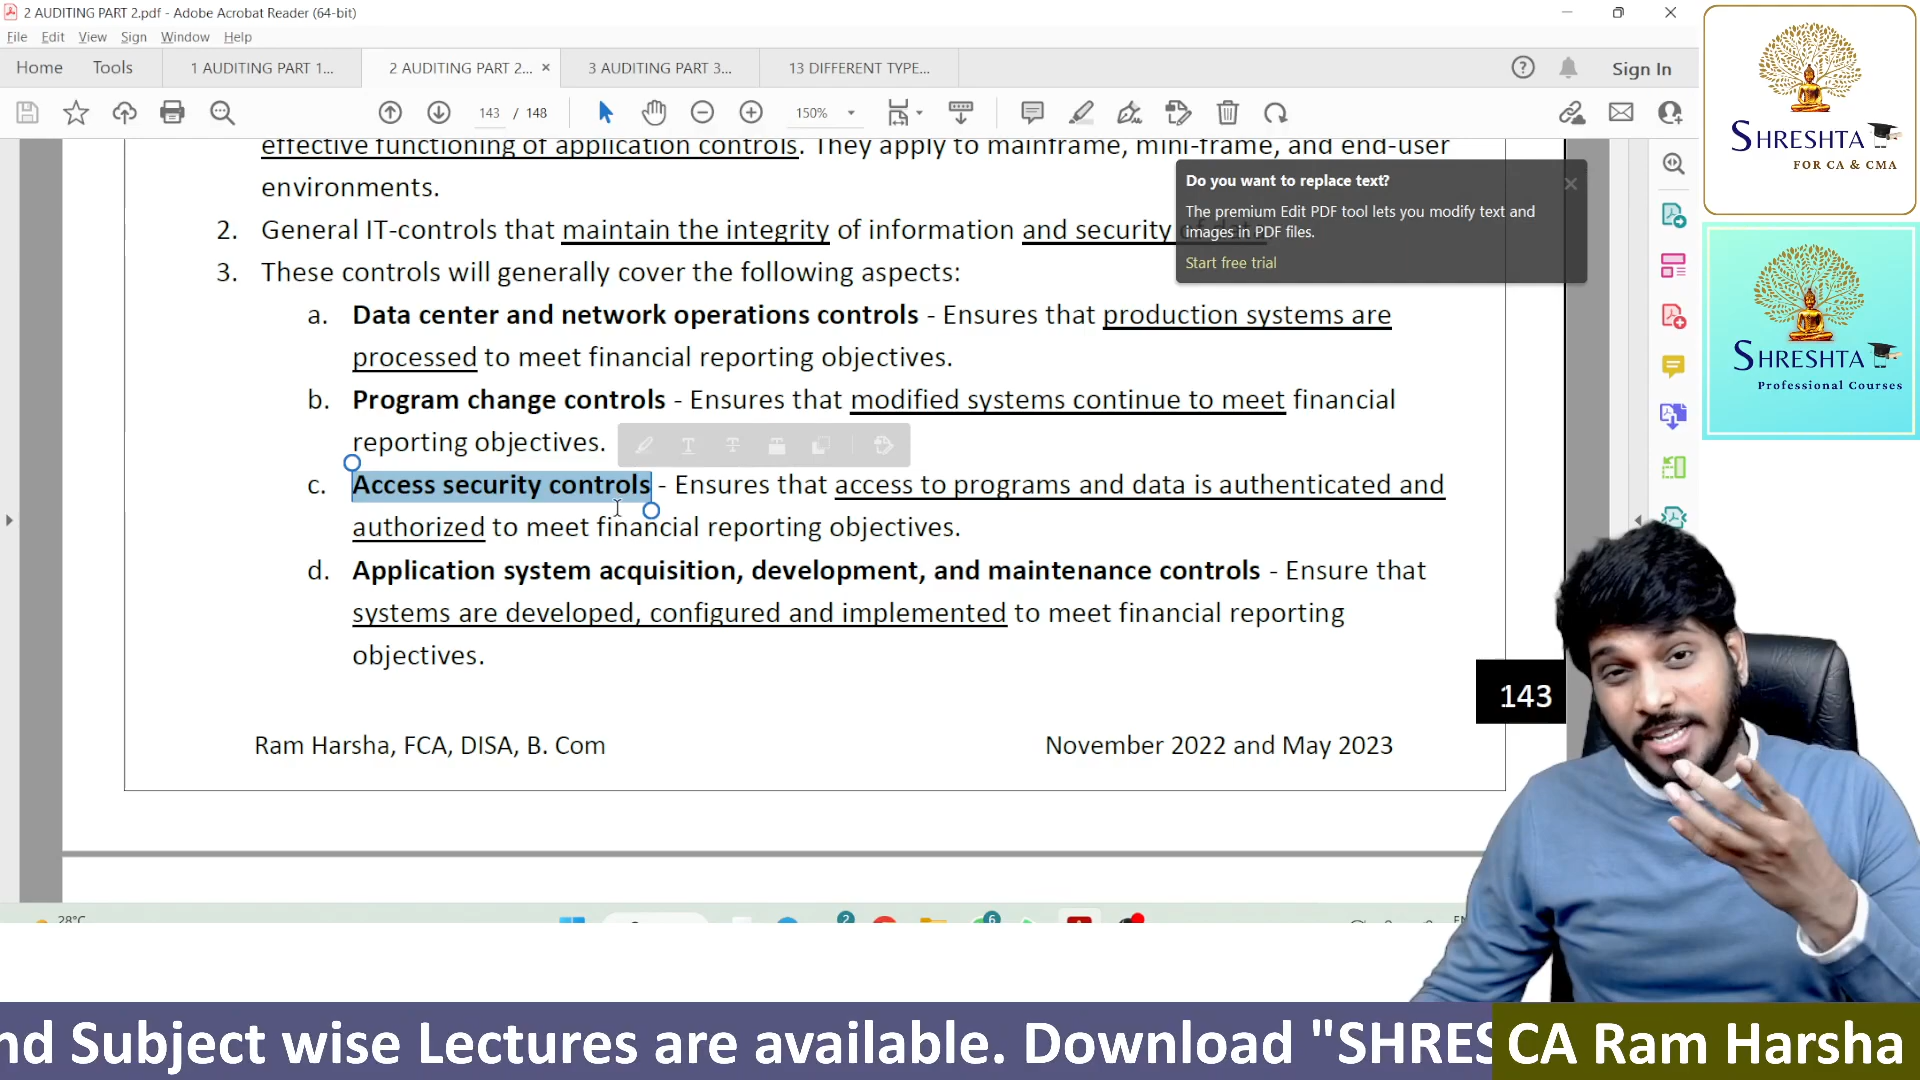 2 AUDITING PART 2.pdf - Adobe Acrobat Reader (64-bit)
File Edit View Sign Window Help
Home Tools 1 AUDITING PART 1... 2 AUDITING PART 2... × 3 AUDITING PART 3... 13 DIFFERENT TYPE... Sign In
143 / 148 150%
effective functioning of application controls. They apply to mainframe, mini-frame, and end-user
environments.
Do you want to replace text?
The premium Edit PDF tool lets you modify text and
images in PDF files.
Start free trial
2. General IT-controls that maintain the integrity of information and security
3. These controls will generally cover the following aspects:
a. Data center and network operations controls - Ensures that production systems are
processed to meet financial reporting objectives.
b. Program change controls - Ensures that modified systems continue to meet financial
reporting objectives.
c. Access security controls - Ensures that access to programs and data is authenticated and
authorized to meet financial reporting objectives.
d. Application system acquisition, development, and maintenance controls - Ensure that
systems are developed, configured and implemented to meet financial reporting
objectives.
143
Ram Harsha, FCA, DISA, B. Com November 2022 and May 2023
SHRESHTA
FOR CA & CMA
SHRESHTA
Professional Courses
28°C
2
6
nd Subject wise Lectures are available. Download "SHRES
CA Ram Harsha